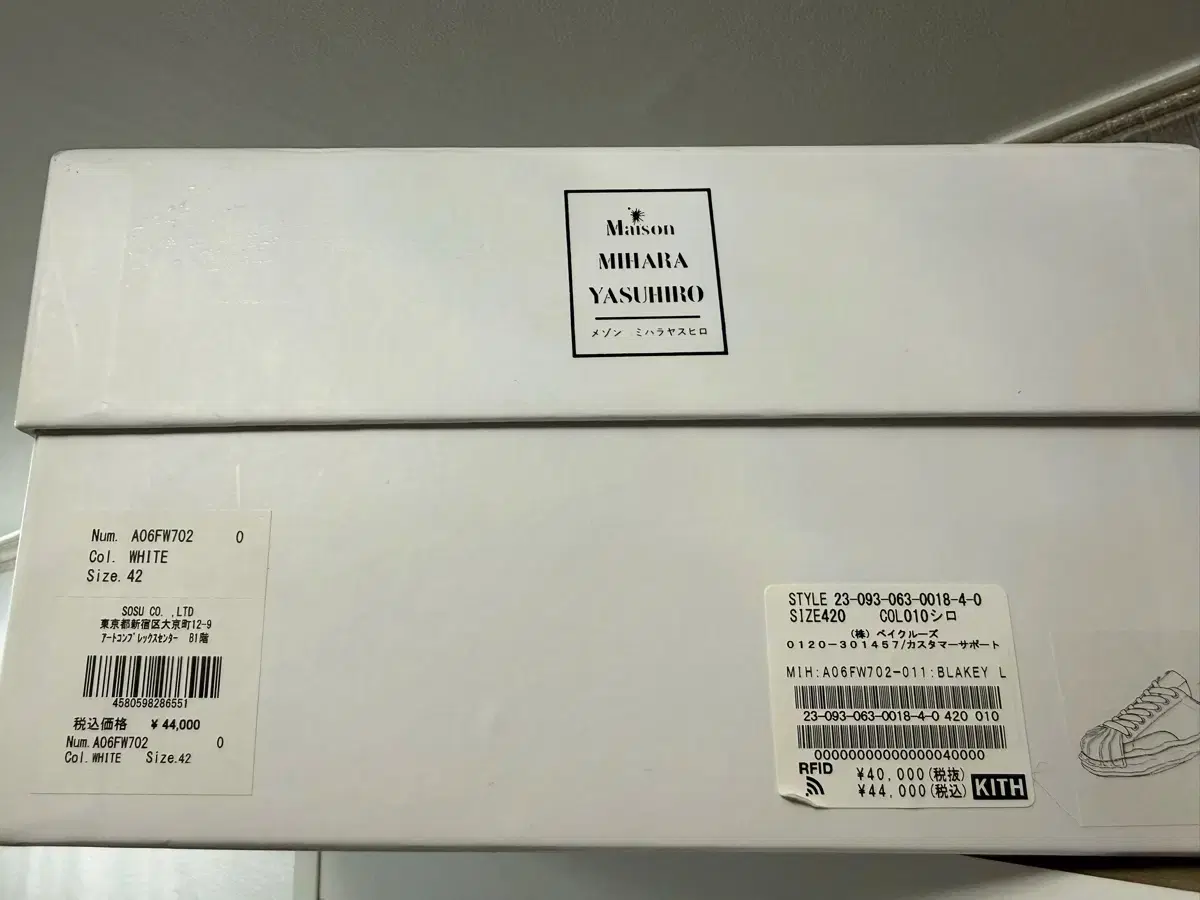 Maison
MIHARA
YASUHIRO
メゾン ミハラヤスヒロ
Num. A06FW702 0
Col. WHITE
Size. 42
SOSU CO. ,LTD
東京都新宿区大京町12-9
アートコンプレックスセンター B1階
4580598286551
税込価格 ¥ 44,000
Num. A06FW702 0
Col. WHITE Size. 42
STYLE 23-093-063-0018-4-0
SIZE420 COL010シロ
(株) ベイクルーズ
0120-301457/カスタマーサポート
MIH:A06FW702-011:BLAKEY L
23-093-063-0018-4-0 420 010
00000000000000040000
RFID
¥40,000(税抜)
¥44,000(税込)
KITH